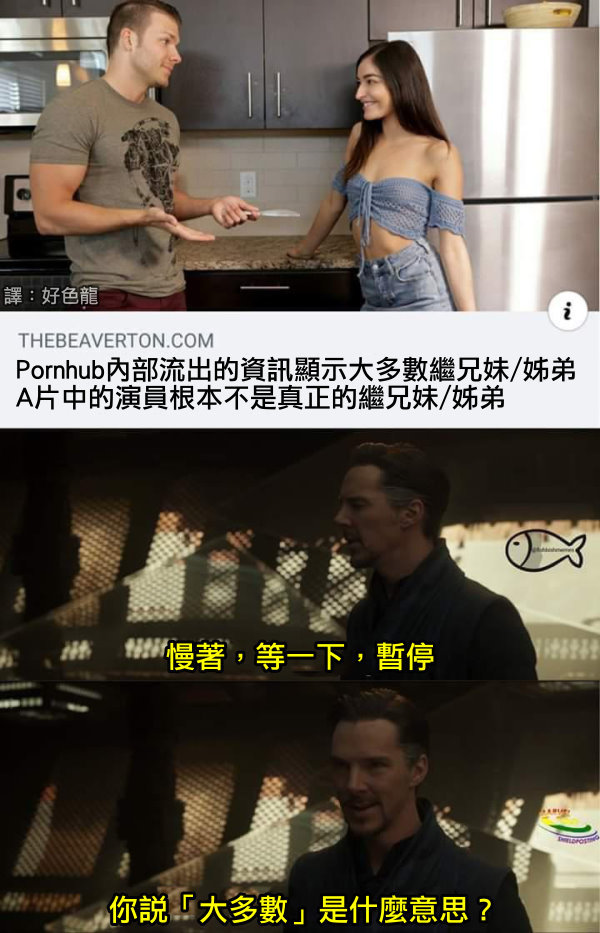 譯：好色龍
i
THEBEAVERTON.COM
Pornhub內部流出的資訊顯示大多數繼兄妹/姊弟
A片中的演員根本不是真正的繼兄妹/姊弟
慢著，等一下，暫停
SHIELDPOSTING
你說「大多數」是什麼意思？